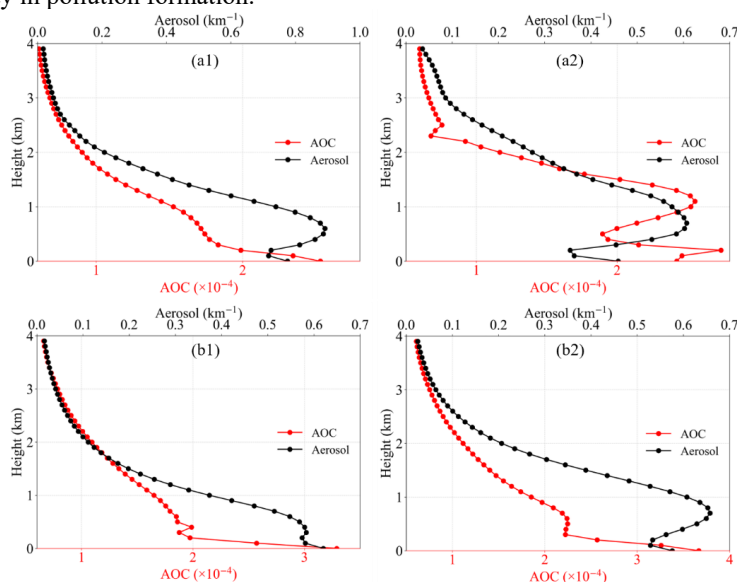 y in pollution formation.
Aerosol (km⁻¹)
0.0 0.2 0.4 0.6 0.8 1.0
(a1)
4
3
2
1
0
Height (km)
AOC
Aerosol
1 2
AOC (×10⁻⁴)
Aerosol (km⁻¹)
0.0 0.1 0.2 0.3 0.4 0.5 0.6 0.7
(a2)
4
3
2
1
0
Height (km)
AOC
Aerosol
1 2
AOC (×10⁻⁴)
Aerosol (km⁻¹)
0.0 0.1 0.2 0.3 0.4 0.5 0.6 0.7
(b1)
4
3
2
1
0
Height (km)
AOC
Aerosol
1 2 3
AOC (×10⁻⁴)
Aerosol (km⁻¹)
0.0 0.1 0.2 0.3 0.4 0.5 0.6 0.7
(b2)
4
3
2
1
0
Height (km)
AOC
Aerosol
1 2 3 4
AOC (×10⁻⁴)